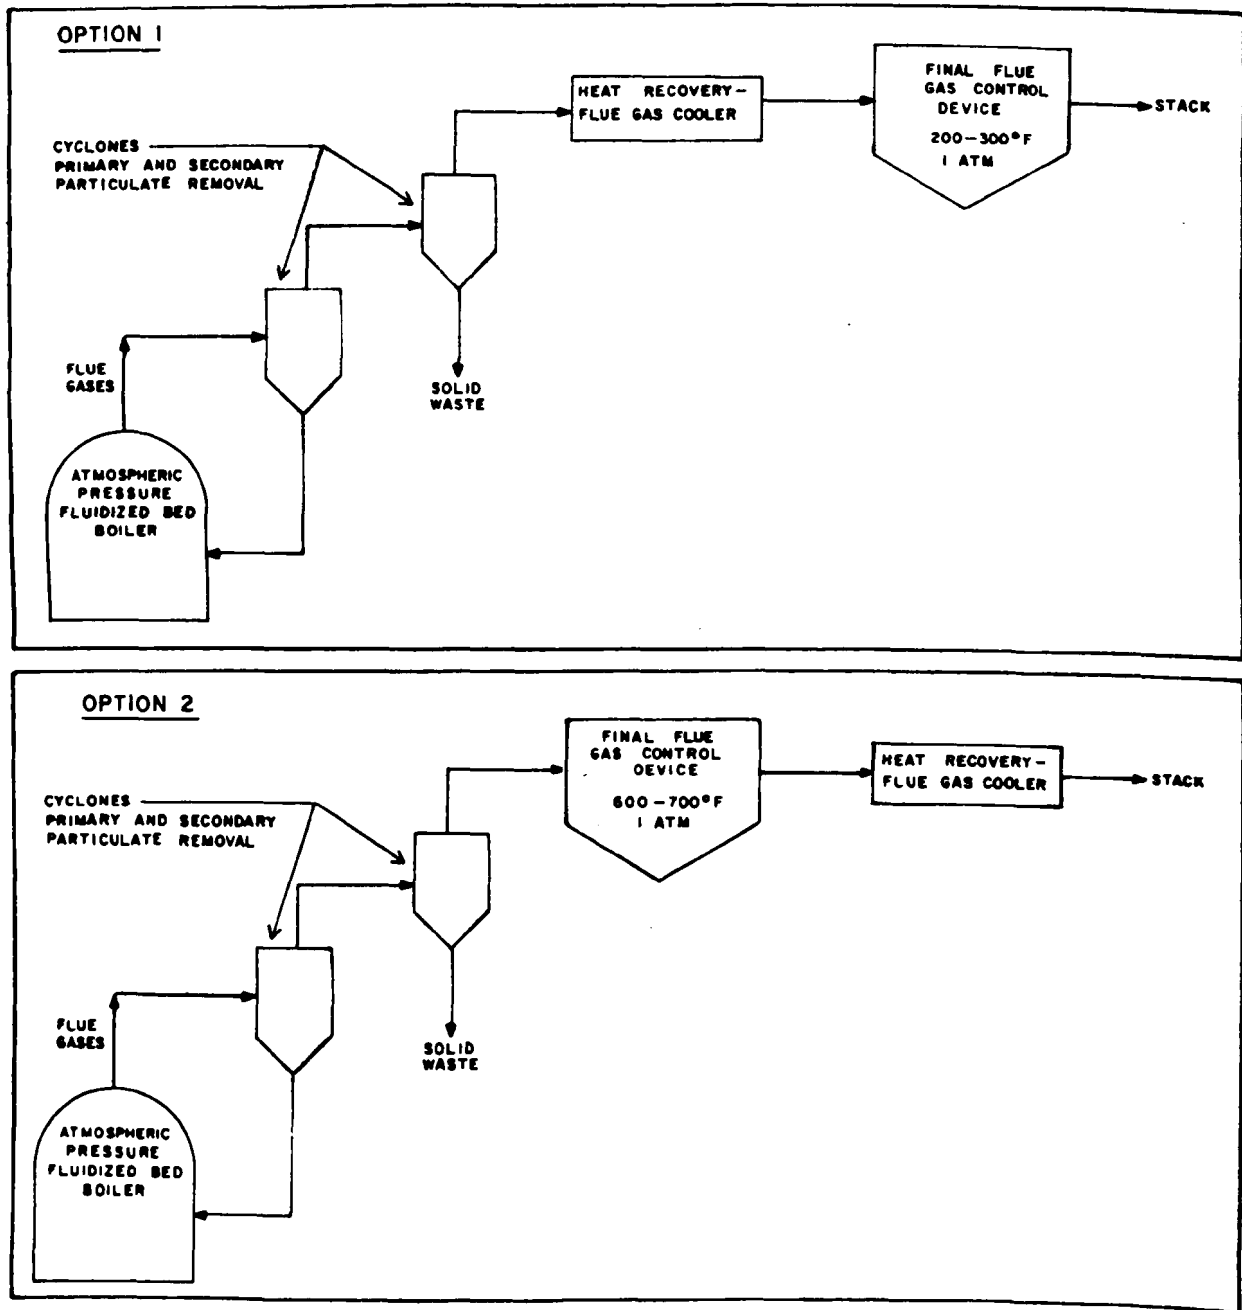 OPTION 1
HEAT RECOVERY-
FLUE GAS COOLER
FINAL FLUE
GAS CONTROL
DEVICE
200-300°F
1 ATM
STACK
CYCLONES
PRIMARY AND SECONDARY
PARTICULATE REMOVAL
FLUE
GASES
SOLID
WASTE
ATMOSPHERIC
PRESSURE
FLUIDIZED BED
BOILER
OPTION 2
FINAL FLUE
GAS CONTROL
DEVICE
600-700°F
1 ATM
HEAT RECOVERY-
FLUE GAS COOLER
STACK
CYCLONES
PRIMARY AND SECONDARY
PARTICULATE REMOVAL
FLUE
GASES
SOLID
WASTE
ATMOSPHERIC
PRESSURE
FLUIDIZED BED
BOILER